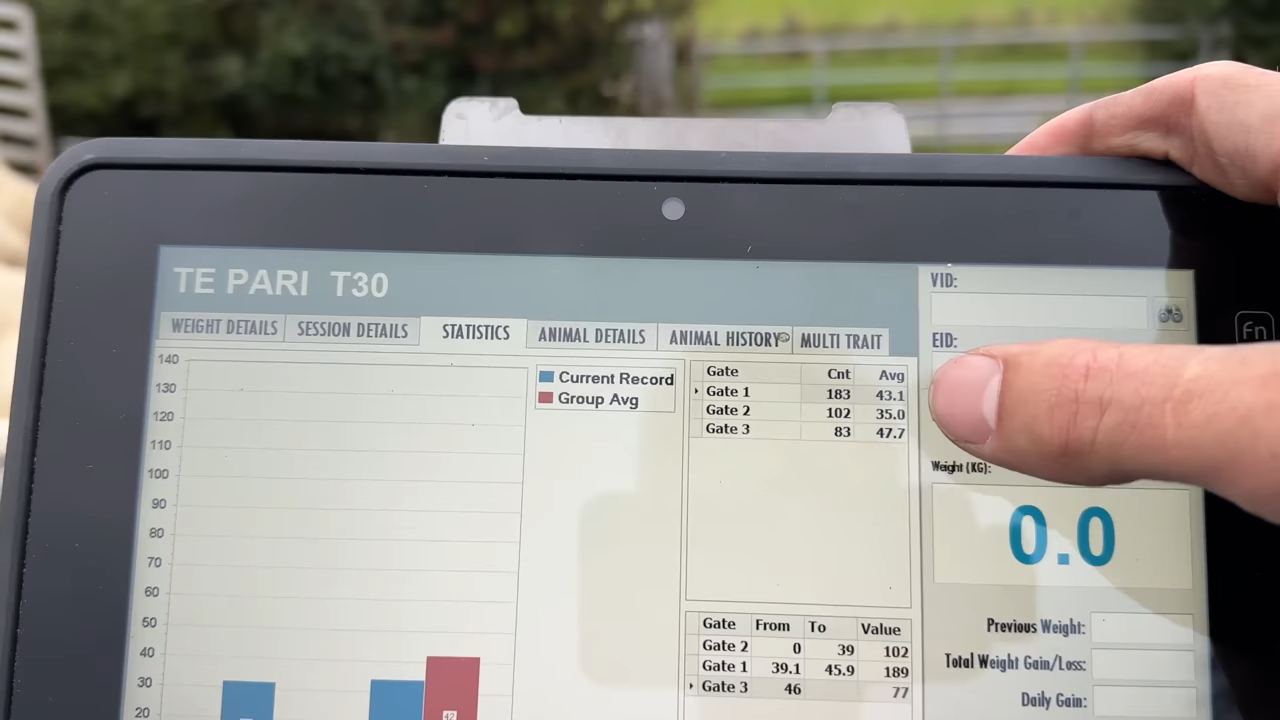 TE PARI T30
WEIGHT DETAILS SESSION DETAILS STATISTICS ANIMAL DETAILS ANIMAL HISTORY MULTI TRAIT
140
130
120
110
100
90
80
70
60
50
40
30
20
Current Record
Group Avg
42
Gate Cnt Avg
Gate 1 183 43.1
Gate 2 102 35.0
Gate 3 83 47.7
Gate From To Value
Gate 2 0 39 102
Gate 1 39.1 45.9 189
Gate 3 46 77
VID:
EID:
Weight (KG):
0.0
Previous Weight:
Total Weight Gain/Loss:
Daily Gain:
Fn